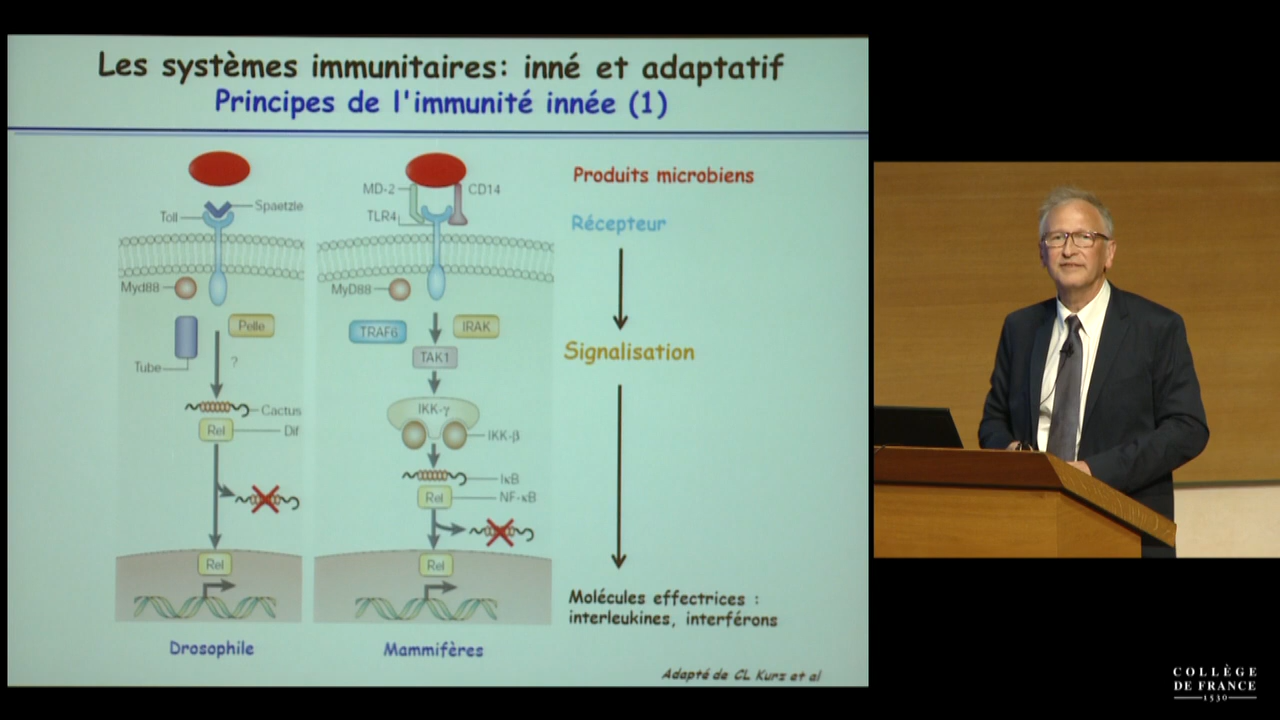 Les systèmes immunitaires: inné et adaptatif
Principes de l'immunité innée (1)
Spaetzle
Toll
Myd88
Pelle
Tube
?
Cactus
Rel
Dif
Rel
Drosophile
MD-2
CD14
TLR4
MyD88
TRAF6
IRAK
TAK1
IKK-γ
IKK-β
IκB
Rel
NF-κB
Rel
Mammifères
Produits microbiens
Récepteur
Signalisation
Molécules effectrices :
interleukines, interférons
Adapté de CL Kurz et al
COLLÈGE
DE FRANCE
1530